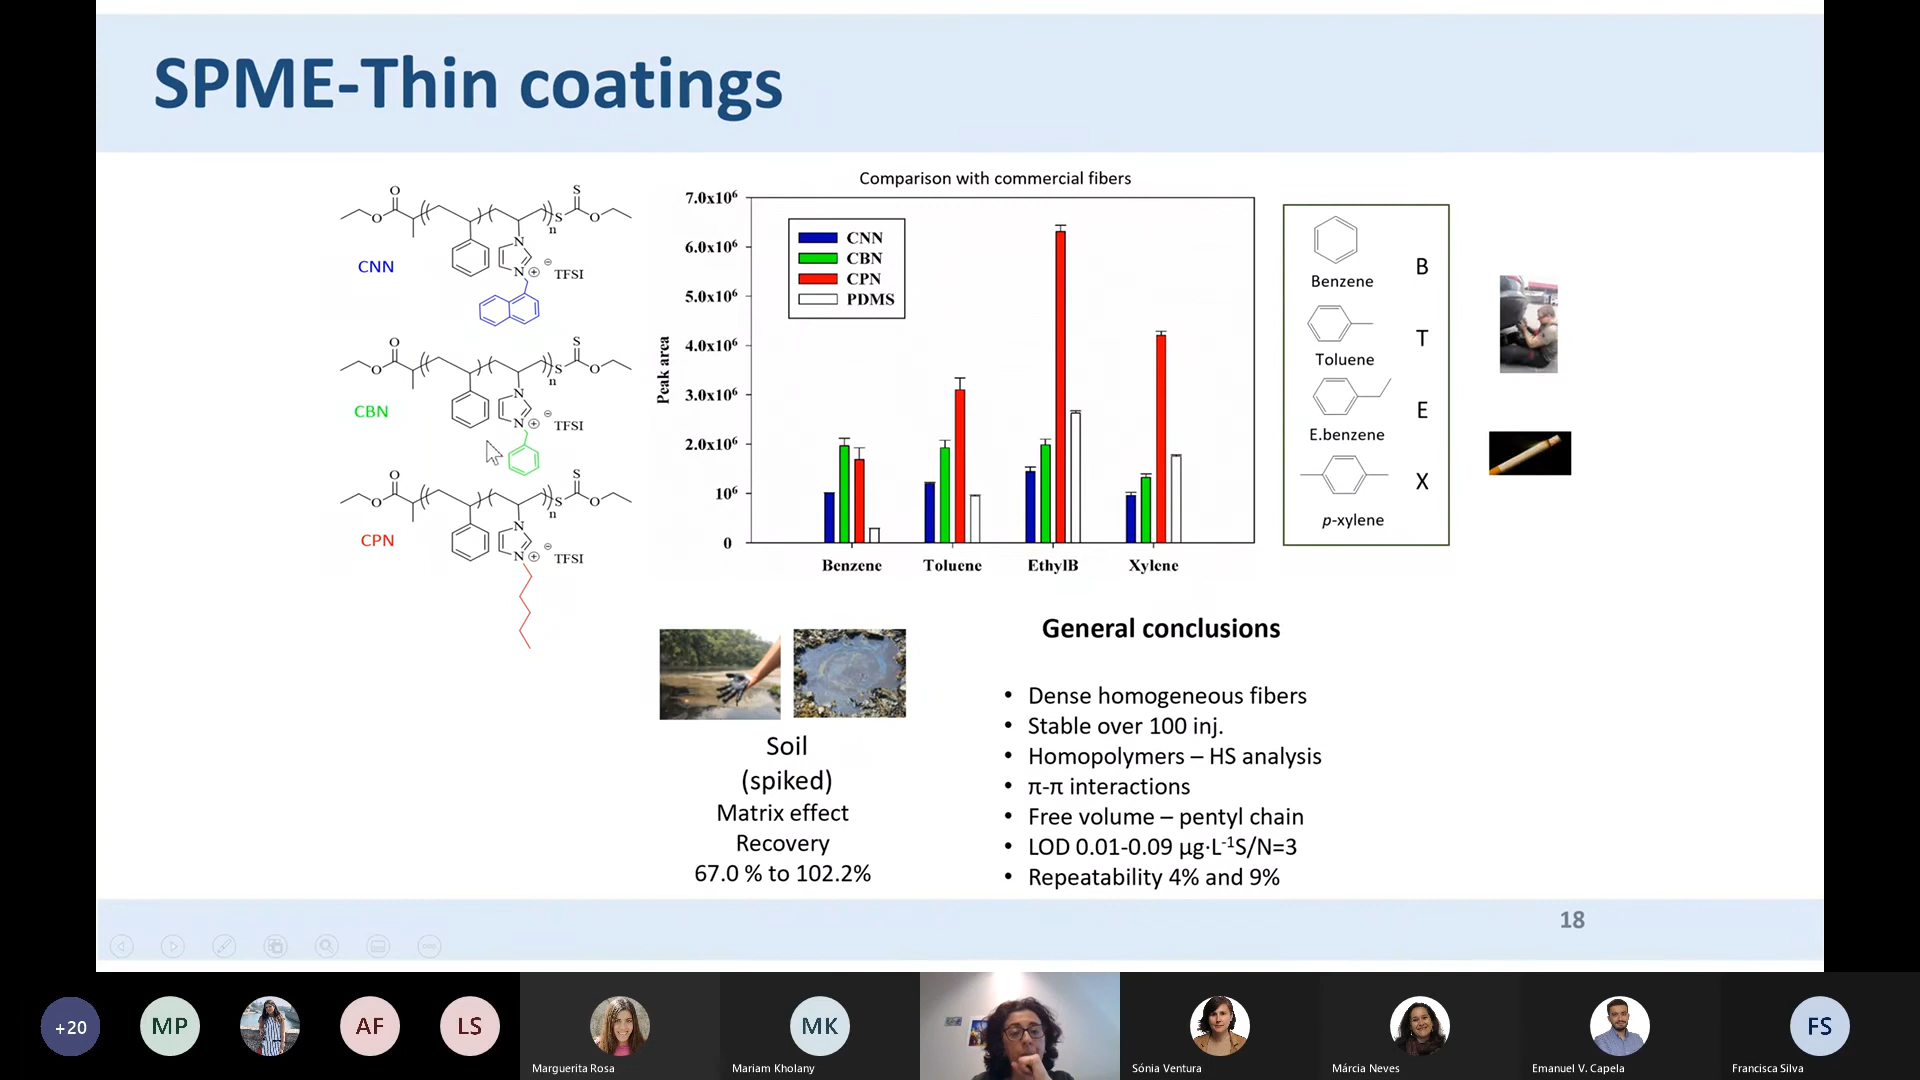 SPME-Thin coatings
O
O
S
S
O
n
N
N
+
⊖
TFSI
CNN
O
O
S
S
O
n
N
N
+
⊖
TFSI
CBN
O
O
S
S
O
n
N
N
+
⊖
TFSI
CPN
Comparison with commercial fibers
Peak area
7.0x10⁶
6.0x10⁶
5.0x10⁶
4.0x10⁶
3.0x10⁶
2.0x10⁶
10⁶
0
CNN
CBN
CPN
PDMS
Benzene
Toluene
EthylB
Xylene
Benzene
B
Toluene
T
E.benzene
E
p-xylene
X
Soil
(spiked)
Matrix effect
Recovery
67.0 % to 102.2%
General conclusions
• Dense homogeneous fibers
• Stable over 100 inj.
• Homopolymers – HS analysis
• π-π interactions
• Free volume – pentyl chain
• LOD 0.01-0.09 µg·L⁻¹S/N=3
• Repeatability 4% and 9%
18
+20
MP
AF
LS
Marguerita Rosa
MK
Mariam Kholany
Sónia Ventura
Márcia Neves
Emanuel V. Capela
FS
Francisca Silva